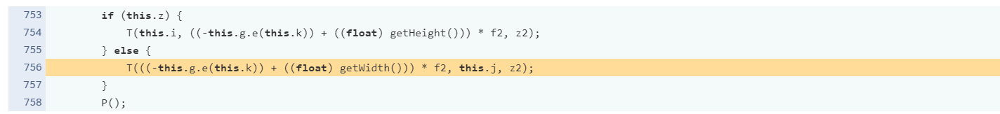 753 if (this.z) {
754 T(this.i, ((-this.g.e(this.k)) + ((float) getHeight())) * f2, z2);
755 } else {
756 T(((-this.g.e(this.k)) + ((float) getWidth())) * f2, this.j, z2);
757 }
758 P();